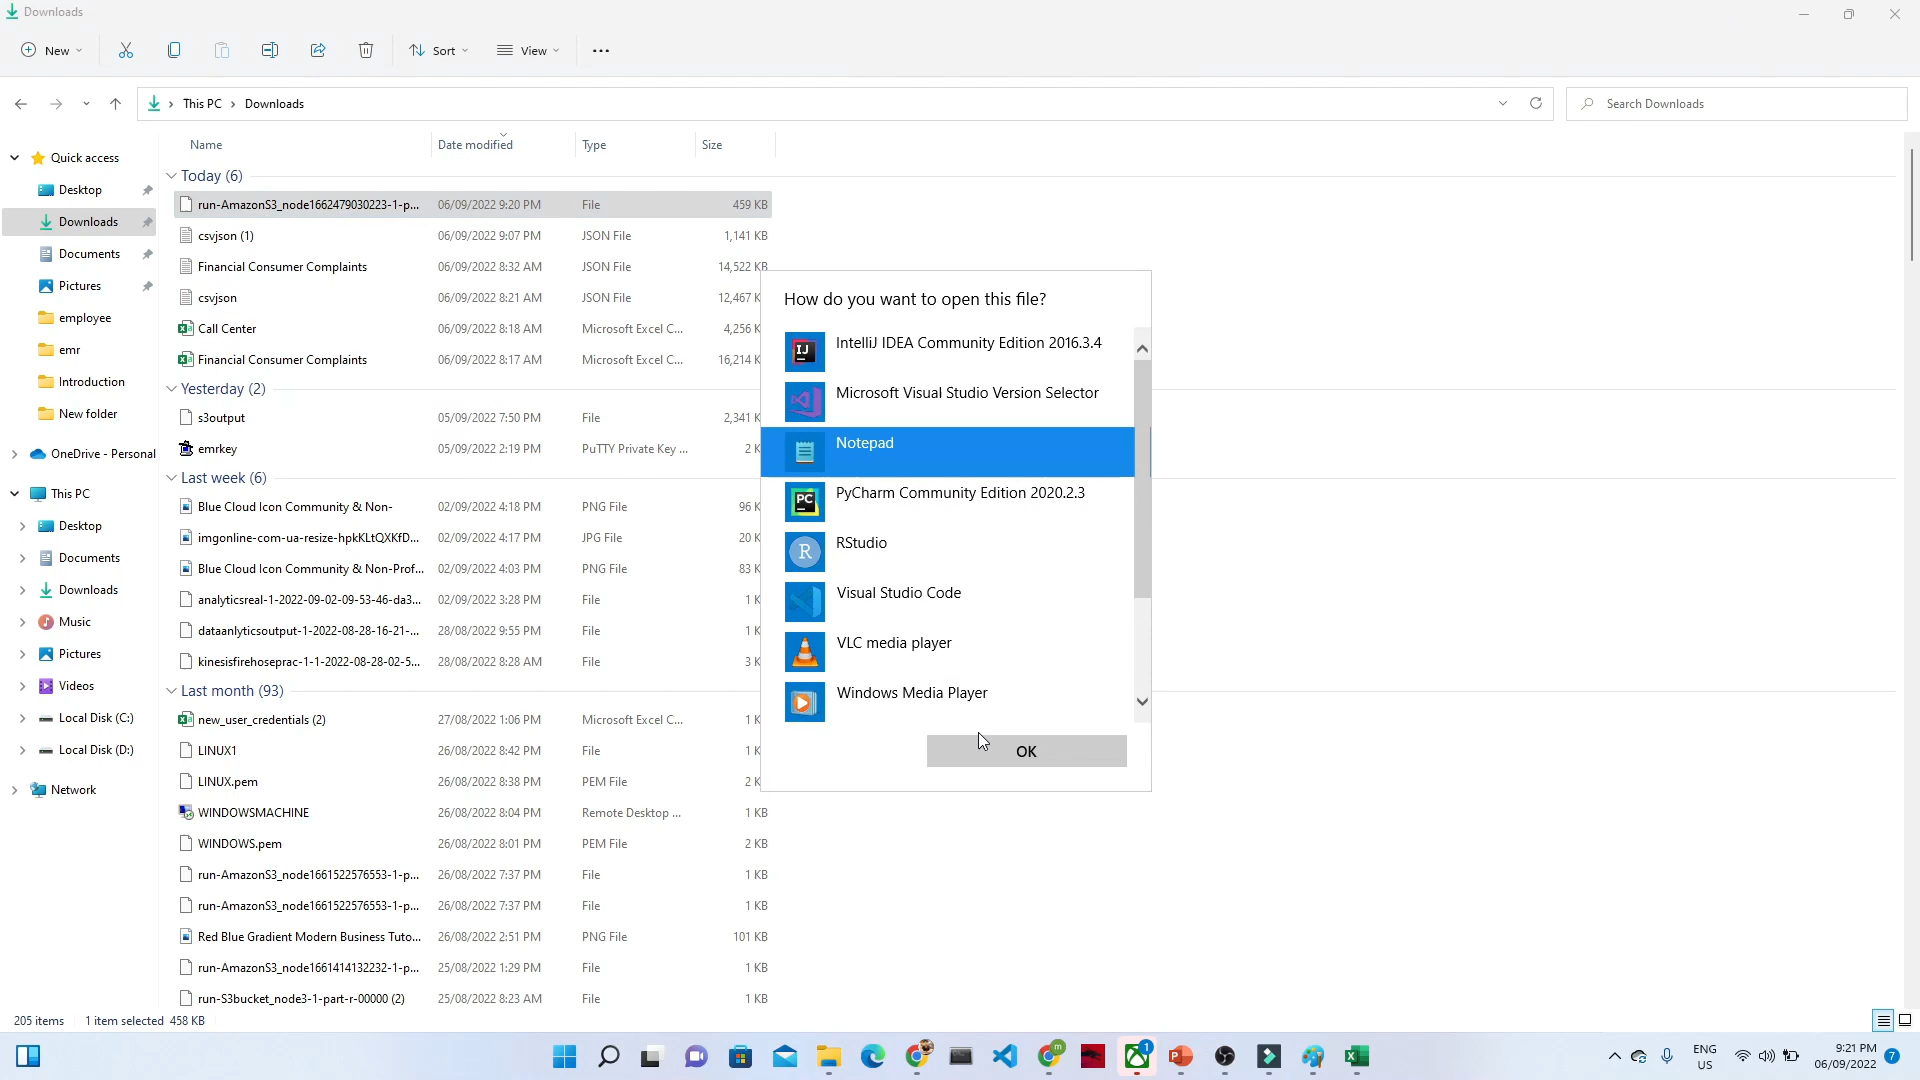 Downloads
New
Sort
View
This PC
Downloads
Search Downloads
Name
Date modified
Type
Size
Quick access
Desktop
Downloads
Documents
Pictures
employee
emr
Introduction
New folder
OneDrive - Personal
This PC
Desktop
Documents
Downloads
Music
Pictures
Videos
Local Disk (C:)
Local Disk (D:)
Network
Today (6)
run-AmazonS3_node1662479030223-1-p... 06/09/2022 9:20 PM File 459 KB
csvjson (1) 06/09/2022 9:07 PM JSON File 1,141 KB
Financial Consumer Complaints 06/09/2022 8:32 AM JSON File 14,522 KB
csvjson 06/09/2022 8:21 AM JSON File 12,467 K
Call Center 06/09/2022 8:18 AM Microsoft Excel C... 4,256 K
Financial Consumer Complaints 06/09/2022 8:17 AM Microsoft Excel C... 16,214 K
Yesterday (2)
s3output 05/09/2022 7:50 PM File 2,341 K
emrkey 05/09/2022 2:19 PM PuTTY Private Key ... 2 K
Last week (6)
Blue Cloud Icon Community & Non- 02/09/2022 4:18 PM PNG File 96 K
imgonline-com-ua-resize-hpkKLtQXKfD... 02/09/2022 4:17 PM JPG File 20 K
Blue Cloud Icon Community & Non-Prof... 02/09/2022 4:03 PM PNG File 83 K
analyticsreal-1-2022-09-02-09-53-46-da3... 02/09/2022 3:28 PM File 1 K
dataanlyticsoutput-1-2022-08-28-16-21-... 28/08/2022 9:55 PM File 1 K
kinesisfirehoseprac-1-1-2022-08-28-02-5... 28/08/2022 8:28 AM File 3 K
Last month (93)
new_user_credentials (2) 27/08/2022 1:06 PM Microsoft Excel C... 1 K
LINUX1 26/08/2022 8:42 PM File 1 K
LINUX.pem 26/08/2022 8:38 PM PEM File 2 K
WINDOWSMACHINE 26/08/2022 8:04 PM Remote Desktop ... 1 KB
WINDOWS.pem 26/08/2022 8:01 PM PEM File 2 KB
run-AmazonS3_node1661522576553-1-p... 26/08/2022 7:37 PM File 1 KB
run-AmazonS3_node1661522576553-1-p... 26/08/2022 7:37 PM File 1 KB
Red Blue Gradient Modern Business Tuto... 26/08/2022 2:51 PM PNG File 101 KB
run-AmazonS3_node1661414132232-1-p... 25/08/2022 1:29 PM File 1 KB
run-S3bucket_node3-1-part-r-00000 (2) 25/08/2022 8:23 AM File 1 KB
How do you want to open this file?
IntelliJ IDEA Community Edition 2016.3.4
Microsoft Visual Studio Version Selector
Notepad
PyCharm Community Edition 2020.2.3
RStudio
Visual Studio Code
VLC media player
Windows Media Player
OK
205 items 1 item selected 458 KB
ENG
US
9:21 PM
06/09/2022
7